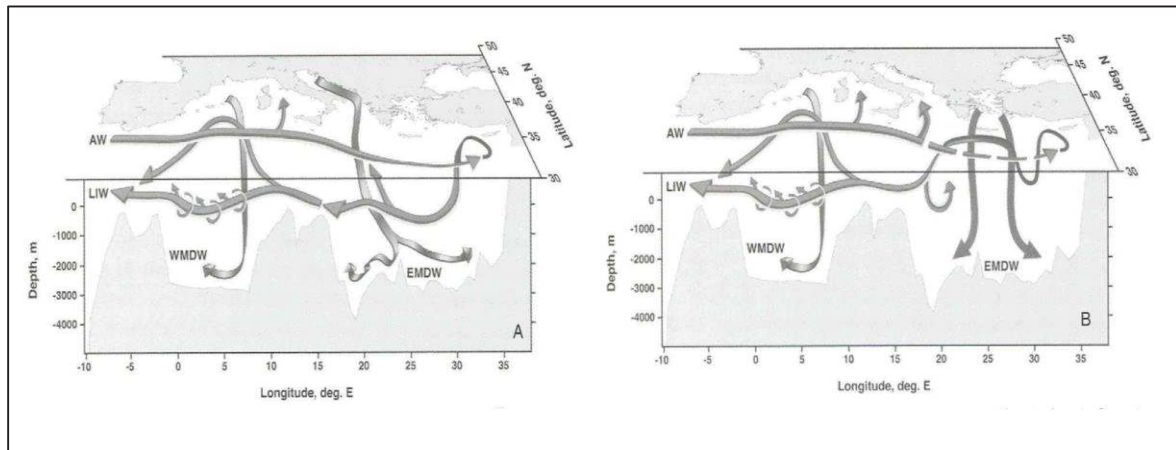 50
45
40
35
30
Latitude, deg. N
AW
LIW
0
-1000
-2000
-3000
-4000
Depth, m
WMDW
EMDW
A
-10 -5 0 5 10 15 20 25 30 35
Longitude, deg. E
50
45
40
35
30
Latitude, deg. N
AW
LIW
0
-1000
-2000
-3000
-4000
Depth, m
WMDW
EMDW
B
-10 -5 0 5 10 15 20 25 30 35
Longitude, deg. E